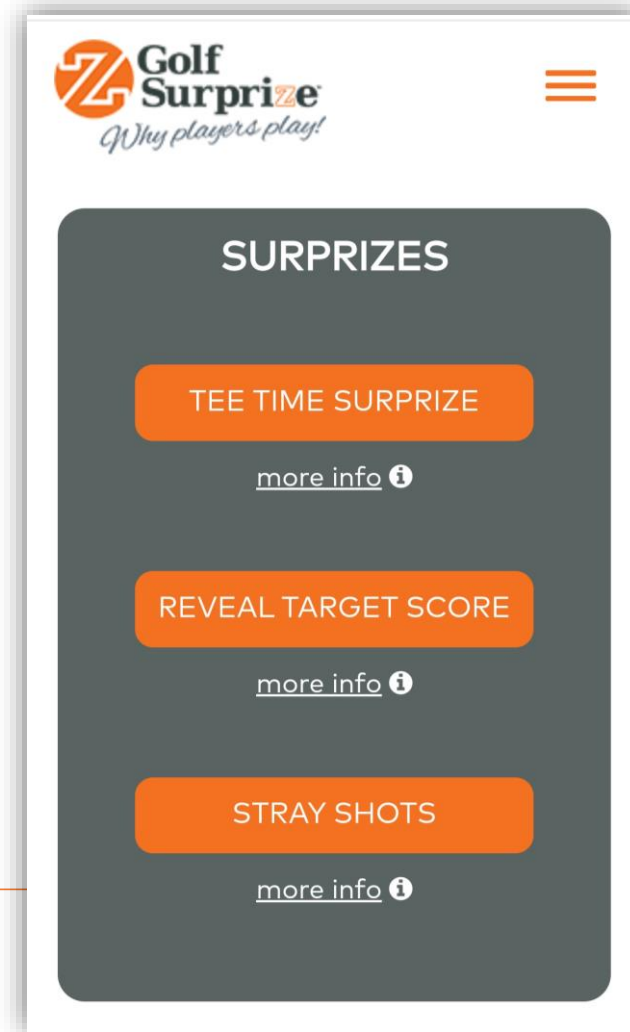 Golf
Surprize
Why players play!
SURPRIZES
TEE TIME SURPRIZE
more info
REVEAL TARGET SCORE
more info
STRAY SHOTS
more info